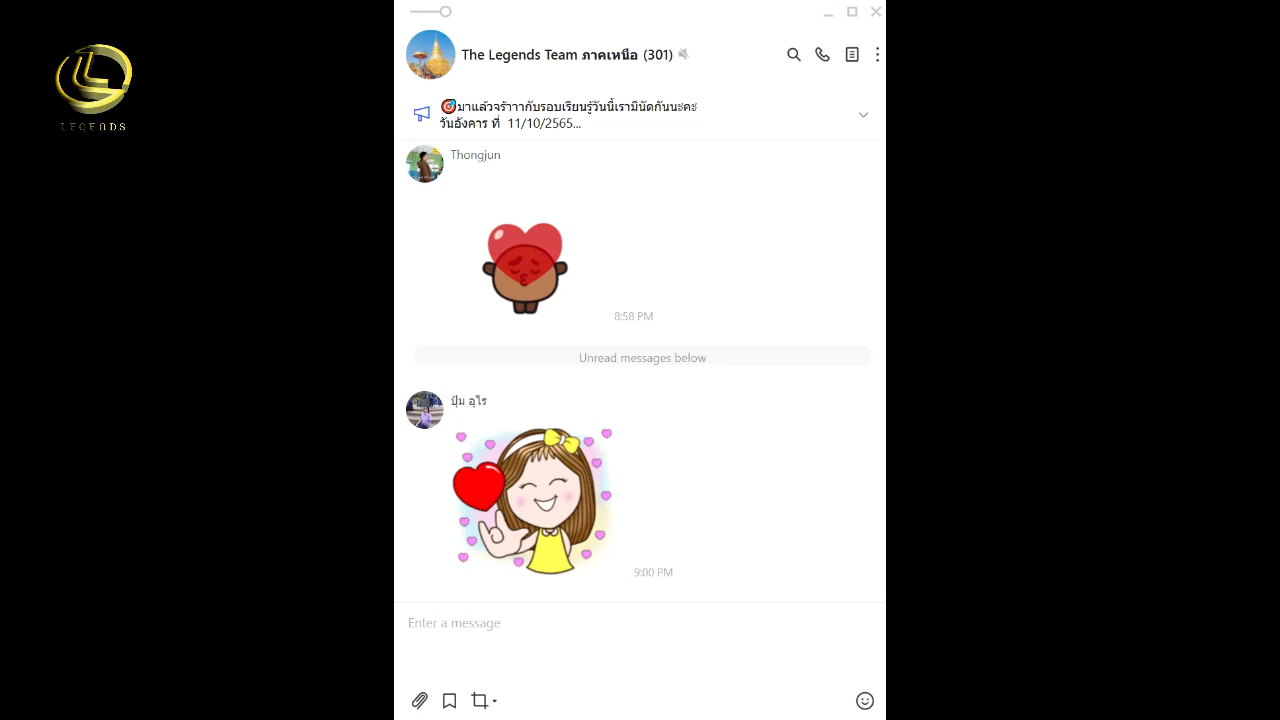 LEGENDS
The Legends Team ภาคเหนือ (301)
🎯มาแล้วจร้าาากับรอบเรียนรู้วันนี้เรามีนัดกันนะคะ
วันอังคาร ที่ 11/10/2565...
Thongjun
8:58 PM
Unread messages below
ปุ้ม อุไร
9:00 PM
Enter a message